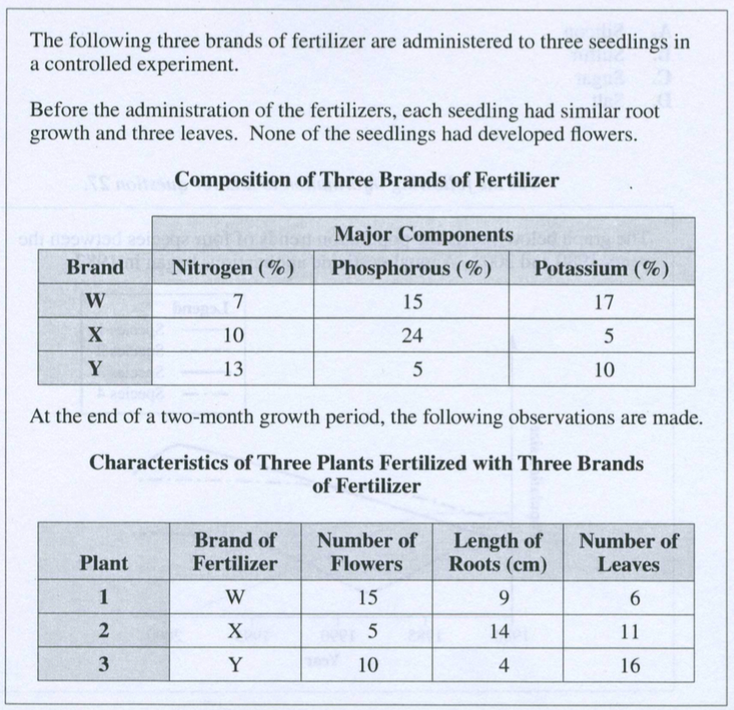 The following three brands of fertilizer are administered to three seedlings in
a controlled experiment.
Before the administration of the fertilizers, each seedling had similar root
growth and three leaves. None of the seedlings had developed flowers.
Composition of Three Brands of Fertilizer
Major Components
Brand Nitrogen (%) Phosphorous (%) Potassium (%)
W 7 15 17
X 10 24 5
Y 13 5 10
At the end of a two-month growth period, the following observations are made.
Characteristics of Three Plants Fertilized with Three Brands
of Fertilizer
Brand of Number of Length of Number of
Plant Fertilizer Flowers Roots (cm) Leaves
1 W 15 9 6
2 X 5 14 11
3 Y 10 4 16